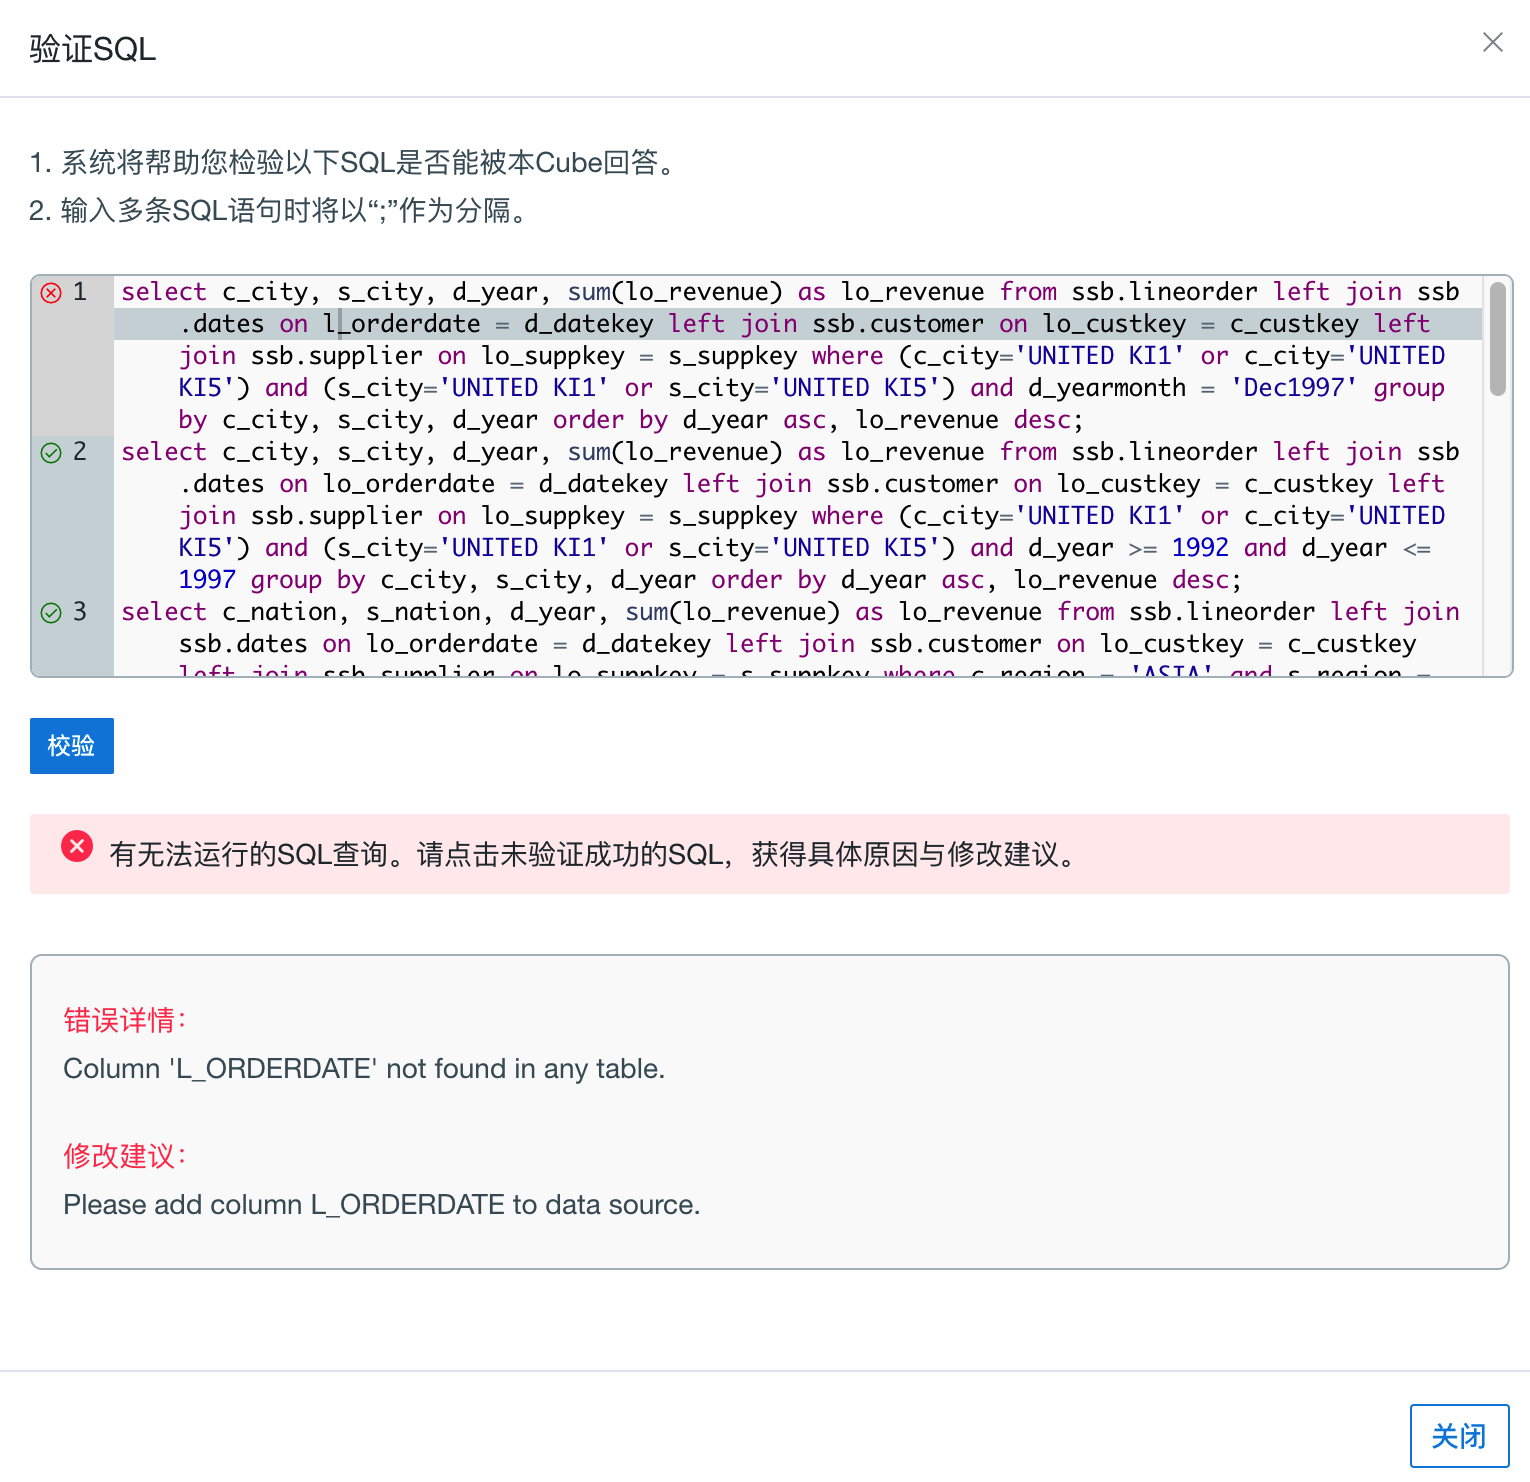 验证SQL
1. 系统将帮助您检验以下SQL是否能被本Cube回答。
2. 输入多条SQL语句时将以“;”作为分隔。
1 select c_city, s_city, d_year, sum(lo_revenue) as lo_revenue from ssb.lineorder left join ssb
.dates on l_orderdate = d_datekey left join ssb.customer on lo_custkey = c_custkey left
join ssb.supplier on lo_suppkey = s_suppkey where (c_city='UNITED KI1' or c_city='UNITED
KI5') and (s_city='UNITED KI1' or s_city='UNITED KI5') and d_yearmonth = 'Dec1997' group
by c_city, s_city, d_year order by d_year asc, lo_revenue desc;
2 select c_city, s_city, d_year, sum(lo_revenue) as lo_revenue from ssb.lineorder left join ssb
.dates on lo_orderdate = d_datekey left join ssb.customer on lo_custkey = c_custkey left
join ssb.supplier on lo_suppkey = s_suppkey where (c_city='UNITED KI1' or c_city='UNITED
KI5') and (s_city='UNITED KI1' or s_city='UNITED KI5') and d_year >= 1992 and d_year <=
1997 group by c_city, s_city, d_year order by d_year asc, lo_revenue desc;
3 select c_nation, s_nation, d_year, sum(lo_revenue) as lo_revenue from ssb.lineorder left join
ssb.dates on lo_orderdate = d_datekey left join ssb.customer on lo_custkey = c_custkey
left join ssb.supplier on lo_suppkey = s_suppkey where c_region = 'ASIA' and s_region =
校验
有无法运行的SQL查询。请点击未验证成功的SQL，获得具体原因与修改建议。
错误详情：
Column 'L_ORDERDATE' not found in any table.
修改建议：
Please add column L_ORDERDATE to data source.
关闭